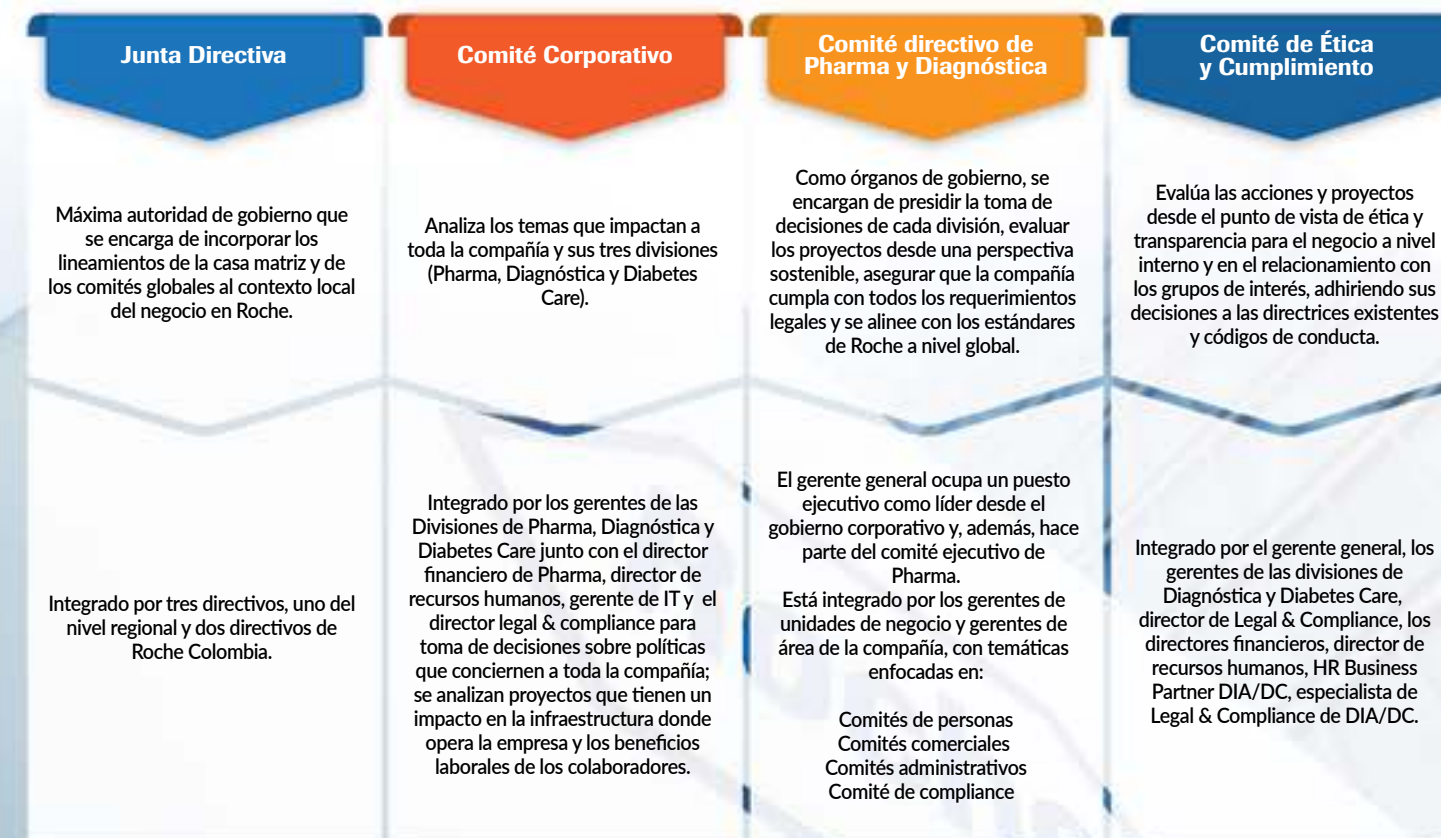 Junta Directiva
Máxima autoridad de gobierno que
se encarga de incorporar los
lineamientos de la casa matriz y de
los comités globales al contexto local
del negocio en Roche.
Integrado por tres directivos, uno del
nivel regional y dos directivos de
Roche Colombia.
Comité Corporativo
Analiza los temas que impactan a
toda la compañía y sus tres divisiones
(Pharma, Diagnóstica y Diabetes
Care).
Integrado por los gerentes de las
Divisiones de Pharma, Diagnóstica y
Diabetes Care junto con el director
financiero de Pharma, director de
recursos humanos, gerente de IT y el
director legal & compliance para
toma de decisiones sobre políticas
que conciernen a toda la compañía;
se analizan proyectos que tienen un
impacto en la infraestructura donde
opera la empresa y los beneficios
laborales de los colaboradores.
Comité directivo de
Pharma y Diagnóstica
Como órganos de gobierno, se
encargan de presidir la toma de
decisiones de cada división, evaluar
los proyectos desde una perspectiva
sostenible, asegurar que la compañía
cumpla con todos los requerimientos
legales y se alinee con los estándares
de Roche a nivel global.
El gerente general ocupa un puesto
ejecutivo como líder desde el
gobierno corporativo y, además, hace
parte del comité ejecutivo de
Pharma.
Está integrado por los gerentes de
unidades de negocio y gerentes de
área de la compañía, con temáticas
enfocadas en:
Comités de personas
Comités comerciales
Comités administrativos
Comité de compliance
Comité de Ética
y Cumplimiento
Evalúa las acciones y proyectos
desde el punto de vista de ética y
transparencia para el negocio a nivel
interno y en el relacionamiento con
los grupos de interés, adhiriendo sus
decisiones a las directrices existentes
y códigos de conducta.
Integrado por el gerente general, los
gerentes de las divisiones de
Diagnóstica y Diabetes Care,
director de Legal & Compliance, los
directores financieros, director de
recursos humanos, HR Business
Partner DIA/DC, especialista de
Legal & Compliance de DIA/DC.